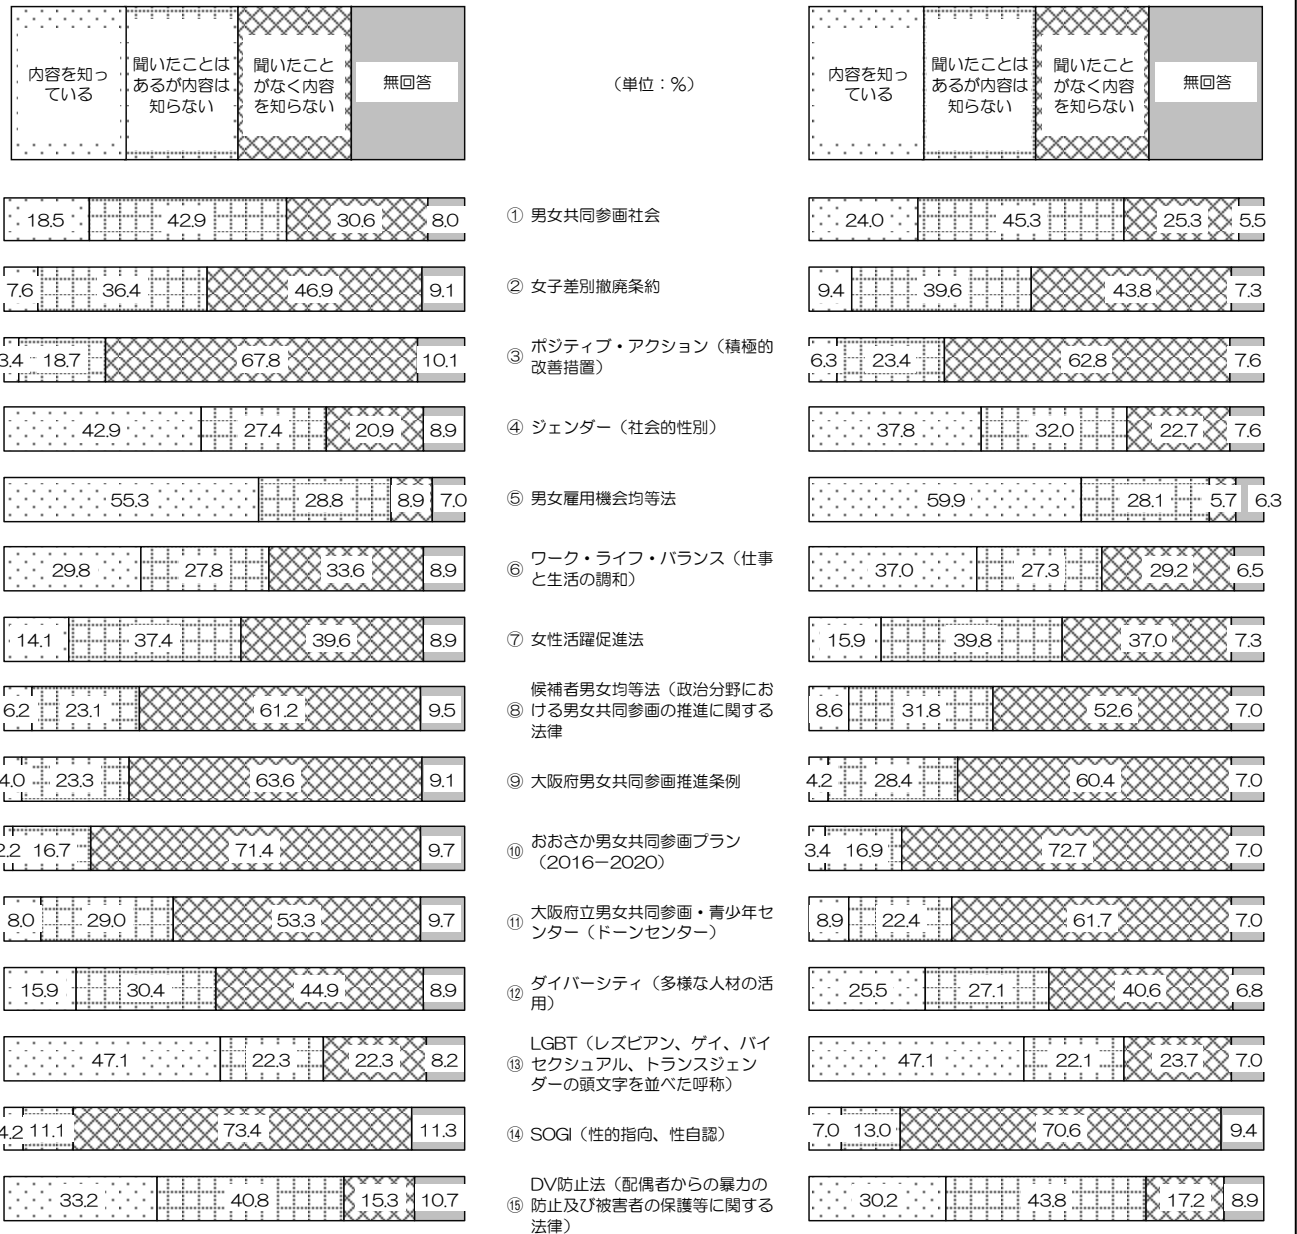 内容を知っ
ている
聞いたことは
あるが内容は
知らない
聞いたこと
がなく内容
を知らない
無回答
（単位：％）
内容を知っ
ている
聞いたことは
あるが内容は
知らない
聞いたこと
がなく内容
を知らない
無回答
18.5 42.9 30.6 8.0
① 男女共同参画社会
24.0 45.3 25.3 5.5
7.6 36.4 46.9 9.1
② 女子差別撤廃条約
9.4 39.6 43.8 7.3
3.4 18.7 67.8 10.1
③ ポジティブ・アクション（積極的
改善措置）
6.3 23.4 62.8 7.6
42.9 27.4 20.9 8.9
④ ジェンダー（社会的性別）
37.8 32.0 22.7 7.6
55.3 28.8 8.9 7.0
⑤ 男女雇用機会均等法
59.9 28.1 5.7 6.3
29.8 27.8 33.6 8.9
⑥ ワーク・ライフ・バランス（仕事
と生活の調和）
37.0 27.3 29.2 6.5
14.1 37.4 39.6 8.9
⑦ 女性活躍促進法
15.9 39.8 37.0 7.3
6.2 23.1 61.2 9.5
候補者男女均等法（政治分野にお
⑧ ける男女共同参画の推進に関する
法律
8.6 31.8 52.6 7.0
4.0 23.3 63.6 9.1
⑨ 大阪府男女共同参画推進条例
4.2 28.4 60.4 7.0
2.2 16.7 71.4 9.7
⑩ おおさか男女共同参画プラン
（2016－2020）
3.4 16.9 72.7 7.0
8.0 29.0 53.3 9.7
⑪ 大阪府立男女共同参画・青少年セ
ンター（ドーンセンター）
8.9 22.4 61.7 7.0
15.9 30.4 44.9 8.9
⑫ ダイバーシティ（多様な人材の活
用）
25.5 27.1 40.6 6.8
47.1 22.3 22.3 8.2
LGBT（レズビアン、ゲイ、バイ
⑬ セクシュアル、トランスジェン
ダーの頭文字を並べた呼称）
47.1 22.1 23.7 7.0
4.2 11.1 73.4 11.3
⑭ SOGI（性的指向、性自認）
7.0 13.0 70.6 9.4
33.2 40.8 15.3 10.7
DV防止法（配偶者からの暴力の
⑮ 防止及び被害者の保護等に関する
法律）
30.2 43.8 17.2 8.9